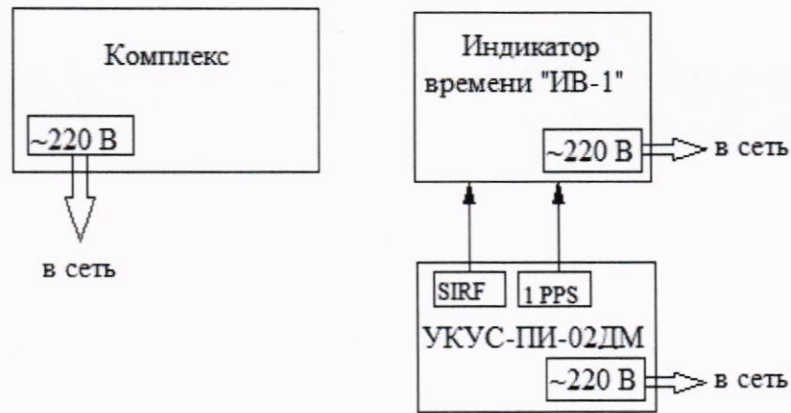 Комплекс
~220 В
в сеть
Индикатор
времени "ИВ-1"
~220 В
в сеть
SIRF
1 PPS
УКУС-ПИ-02ДМ
~220 В
в сеть